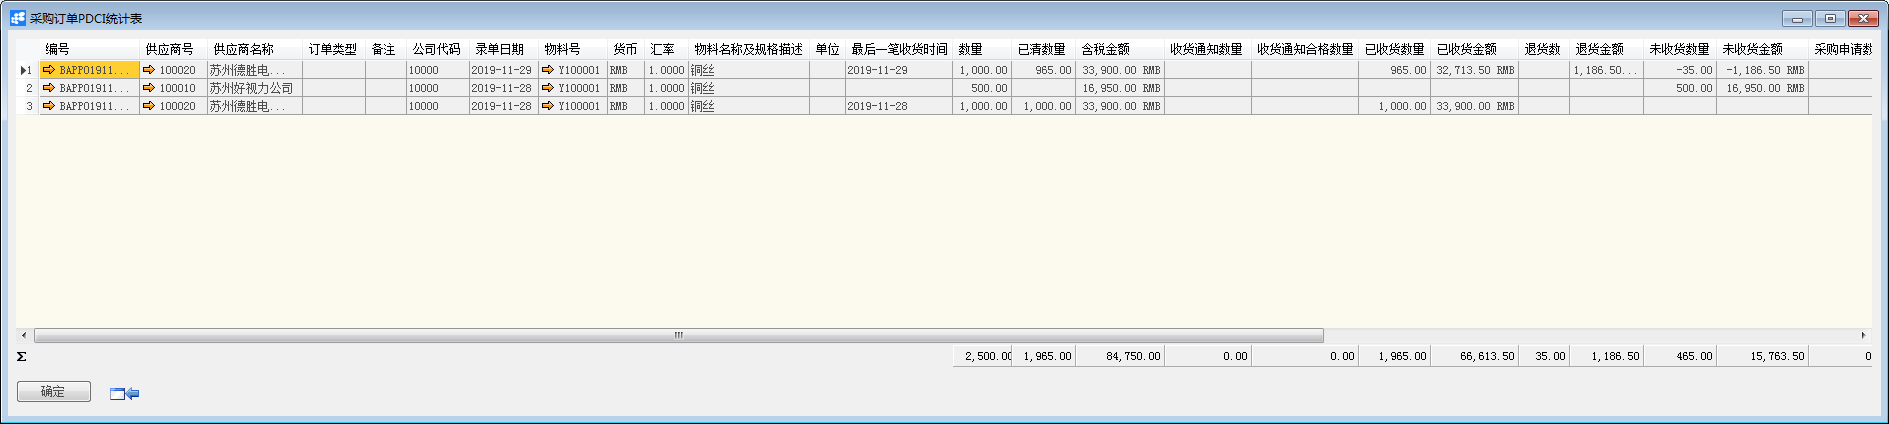 采购订单PDCI统计表
编号 供应商号 供应商名称 订单类型 备注 公司代码 录单日期 物料号 货币 汇率 物料名称及规格描述 单位 最后一笔收货时间 数量 已清数量 含税金额 收货通知数量 收货通知合格数量 已收货数量 已收货金额 退货数 退货金额 未收货数量 未收货金额 采购申请数
1 BAPP01911... 100020 苏州德胜电... 10000 2019-11-29 Y100001 RMB 1.0000 铜丝 2019-11-29 1,000.00 965.00 33,900.00 RMB 965.00 32,713.50 RMB 1,186.50... -35.00 -1,186.50 RMB
2 BAPP01911... 100010 苏州好视力公司 10000 2019-11-28 Y100001 RMB 1.0000 铜丝 500.00 16,950.00 RMB 500.00 16,950.00 RMB
3 BAPP01911... 100020 苏州德胜电... 10000 2019-11-28 Y100001 RMB 1.0000 铜丝 2019-11-28 1,000.00 1,000.00 33,900.00 RMB 1,000.00 33,900.00 RMB
Σ 2,500.00 1,965.00 84,750.00 0.00 0.00 1,965.00 66,613.50 35.00 1,186.50 465.00 15,763.50 0
确定